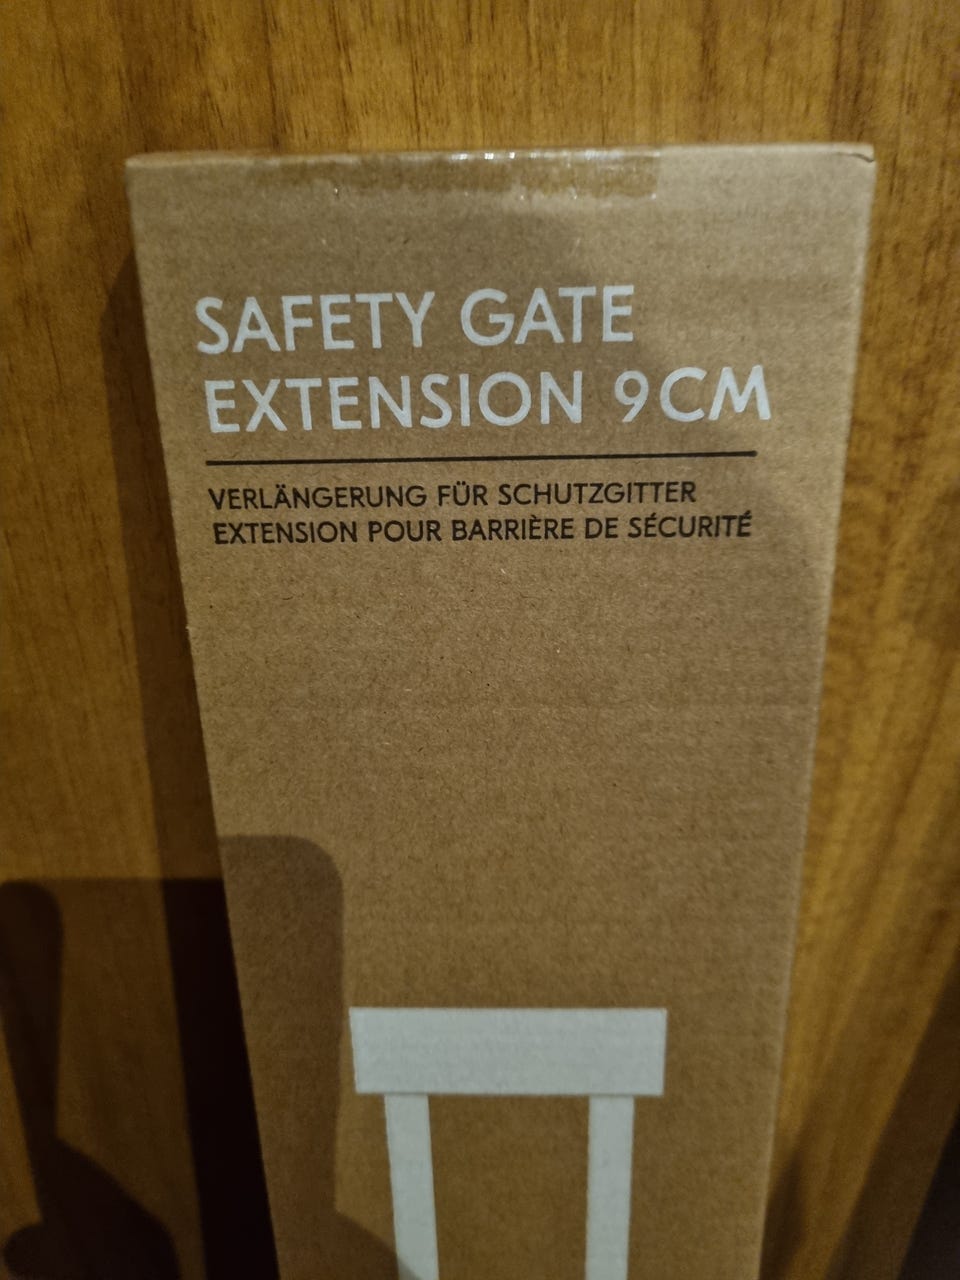 SAFETY GATE
EXTENSION 9CM
VERLÄNGERUNG FÜR SCHUTZGITTER
EXTENSION POUR BARRIÈRE DE SÉCURITÉ